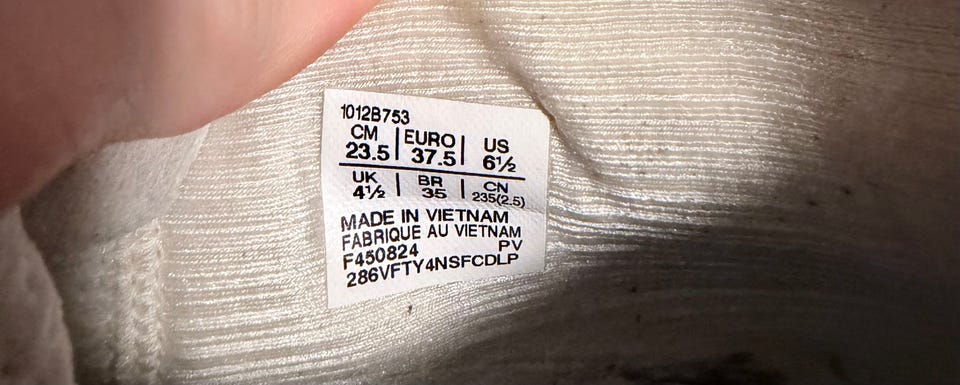 1012B753
CM | EURO | US
23.5 | 37.5 | 6½
UK | BR | CN
4½ | 35 | 235(2.5)
MADE IN VIETNAM
FABRIQUE AU VIETNAM
F450824 PV
286VFTY4NSFCDLP